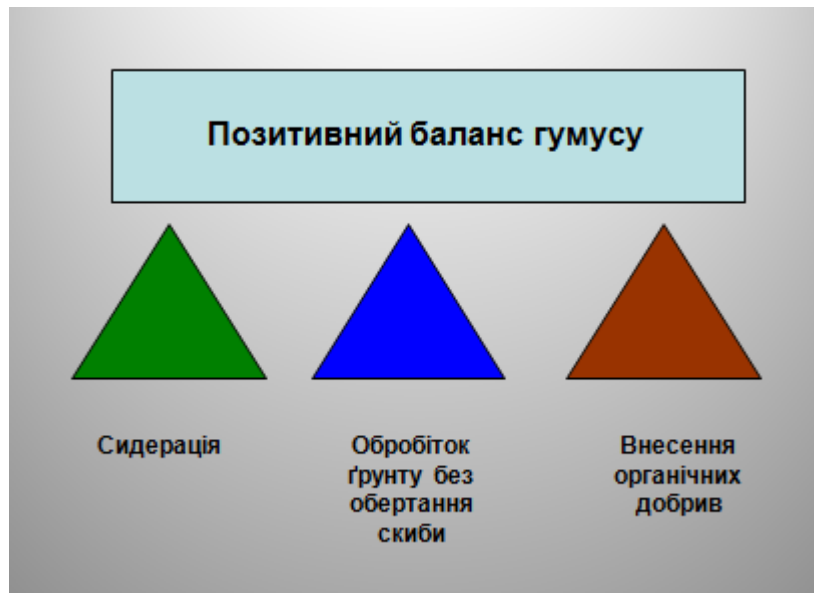 Позитивний баланс гумусу
Сидерація
Обробіток
ґрунту без
обертання
скиби
Внесення
органічних
добрив